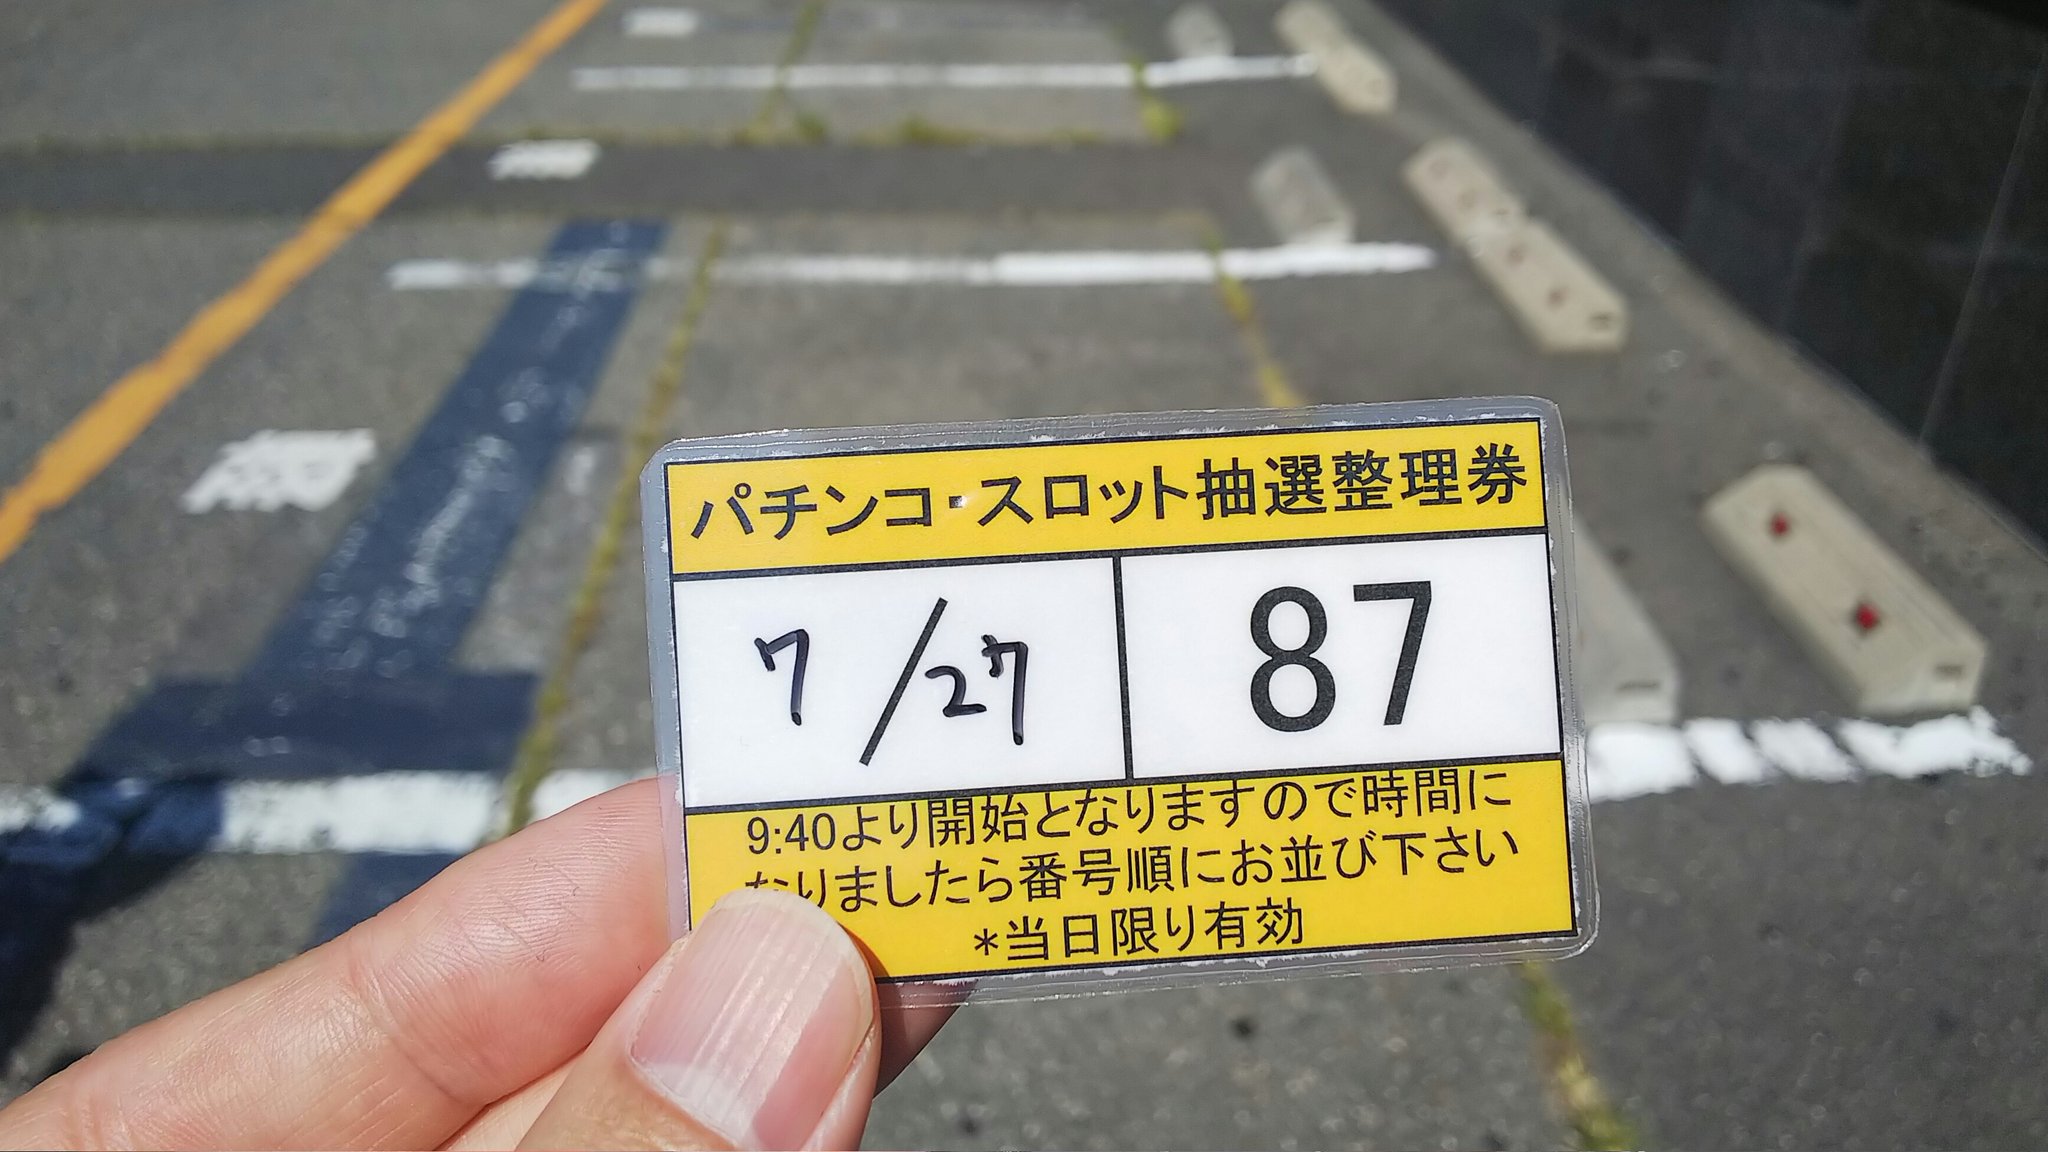 パチンコ・スロット抽選整理券
7/27
87
9:40より開始となりますので時間に
なりましたら番号順にお並び下さい
*当日限り有効